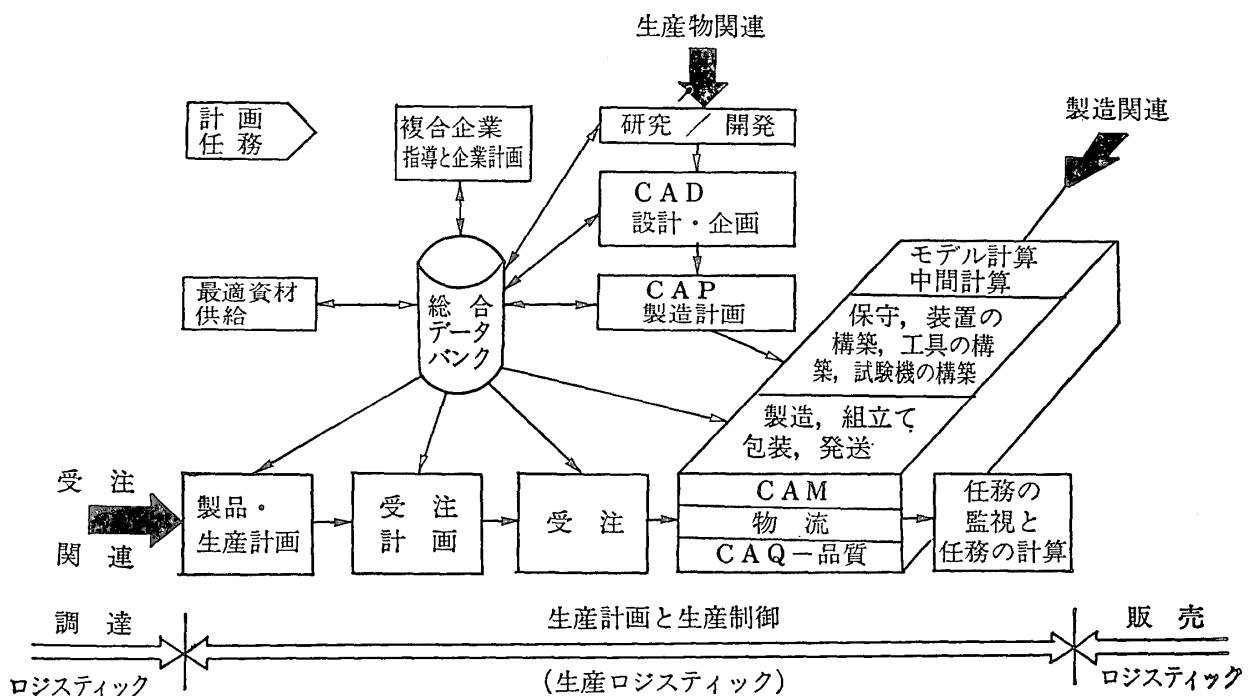 生産物関連
製造関連
計画
任務
複合企業
指導と企業計画
研究／開発
CAD
設計・企画
最適資材
供給
総合
データ
バンク
CAP
製造計画
モデル計算
中間計算
保守，装置の
構築，工具の構
築，試験機の構築
製造，組立て
包装，発送
受注
関連
製品・
生産計画
受注
計画
受注
CAM
物流
CAQ－品質
任務の
監視と
任務の計算
調達
ロジスティック
生産計画と生産制御
(生産ロジスティック)
販売
ロジスティック